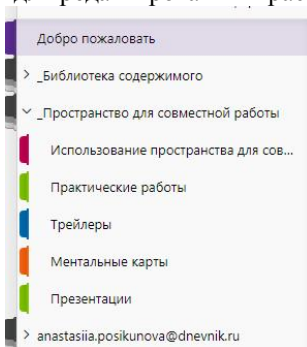 Добро пожаловать
_Библиотека содержимого
_Пространство для совместной работы
Использование пространства для сов...
Практические работы
Трейлеры
Ментальные карты
Презентации
anastasiia.posikunova@dnevnik.ru